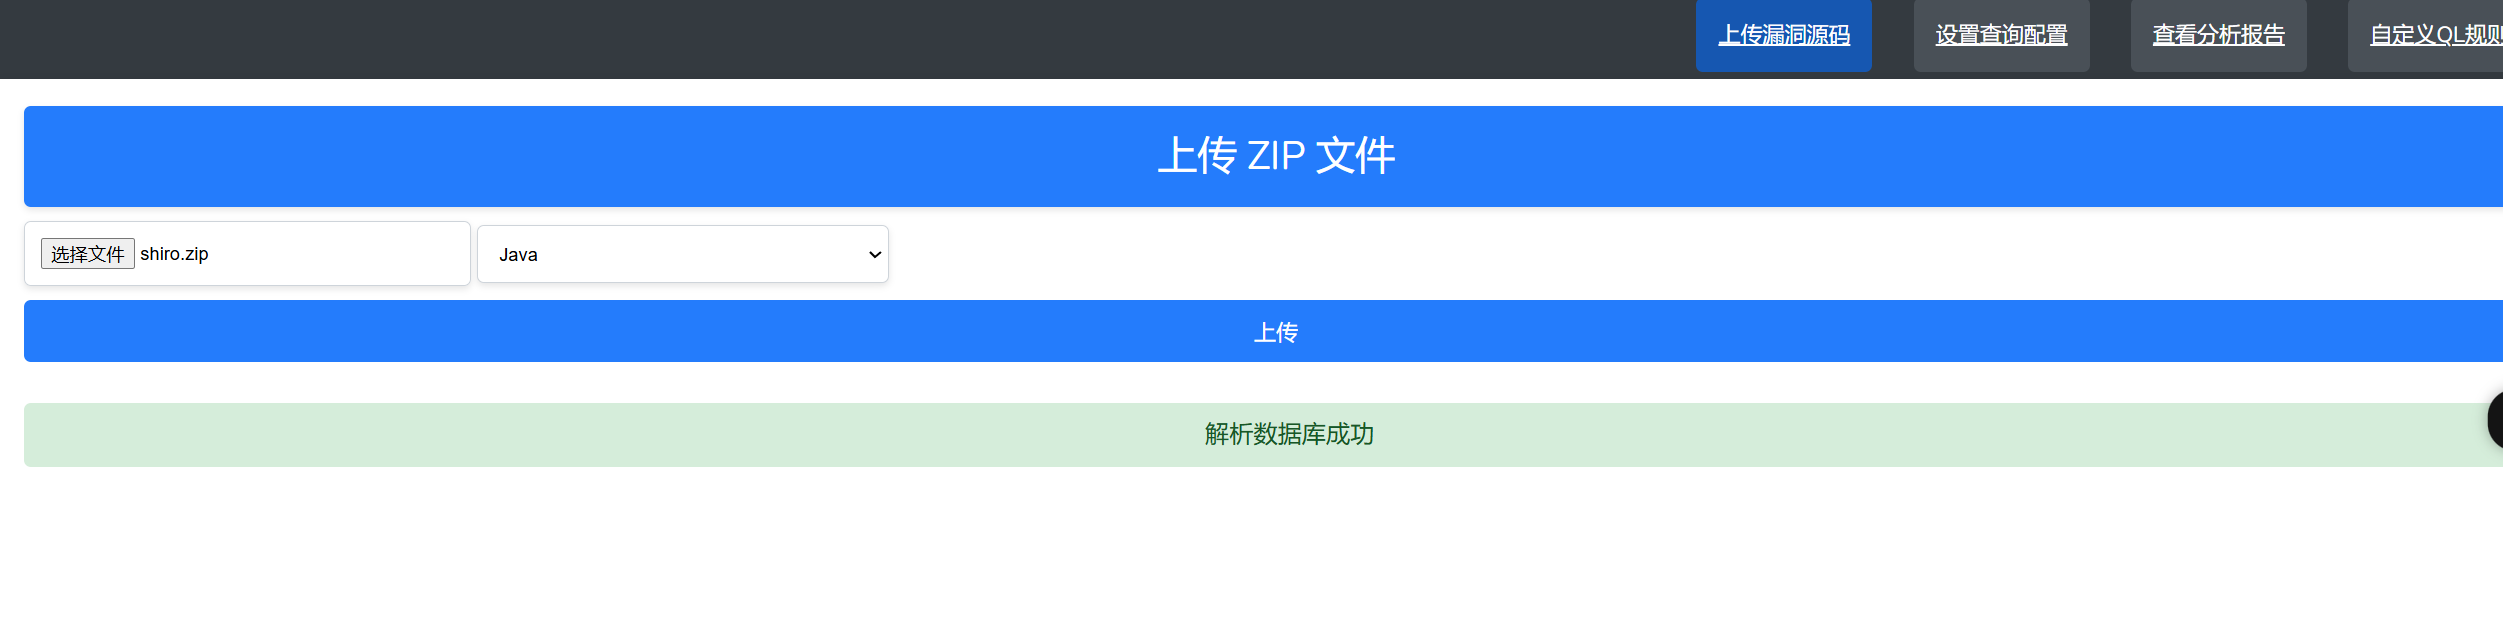 上传漏洞源码 设置查询配置 查看分析报告 自定义QL规则
上传 ZIP 文件
选择文件 shiro.zip Java
上传
解析数据库成功